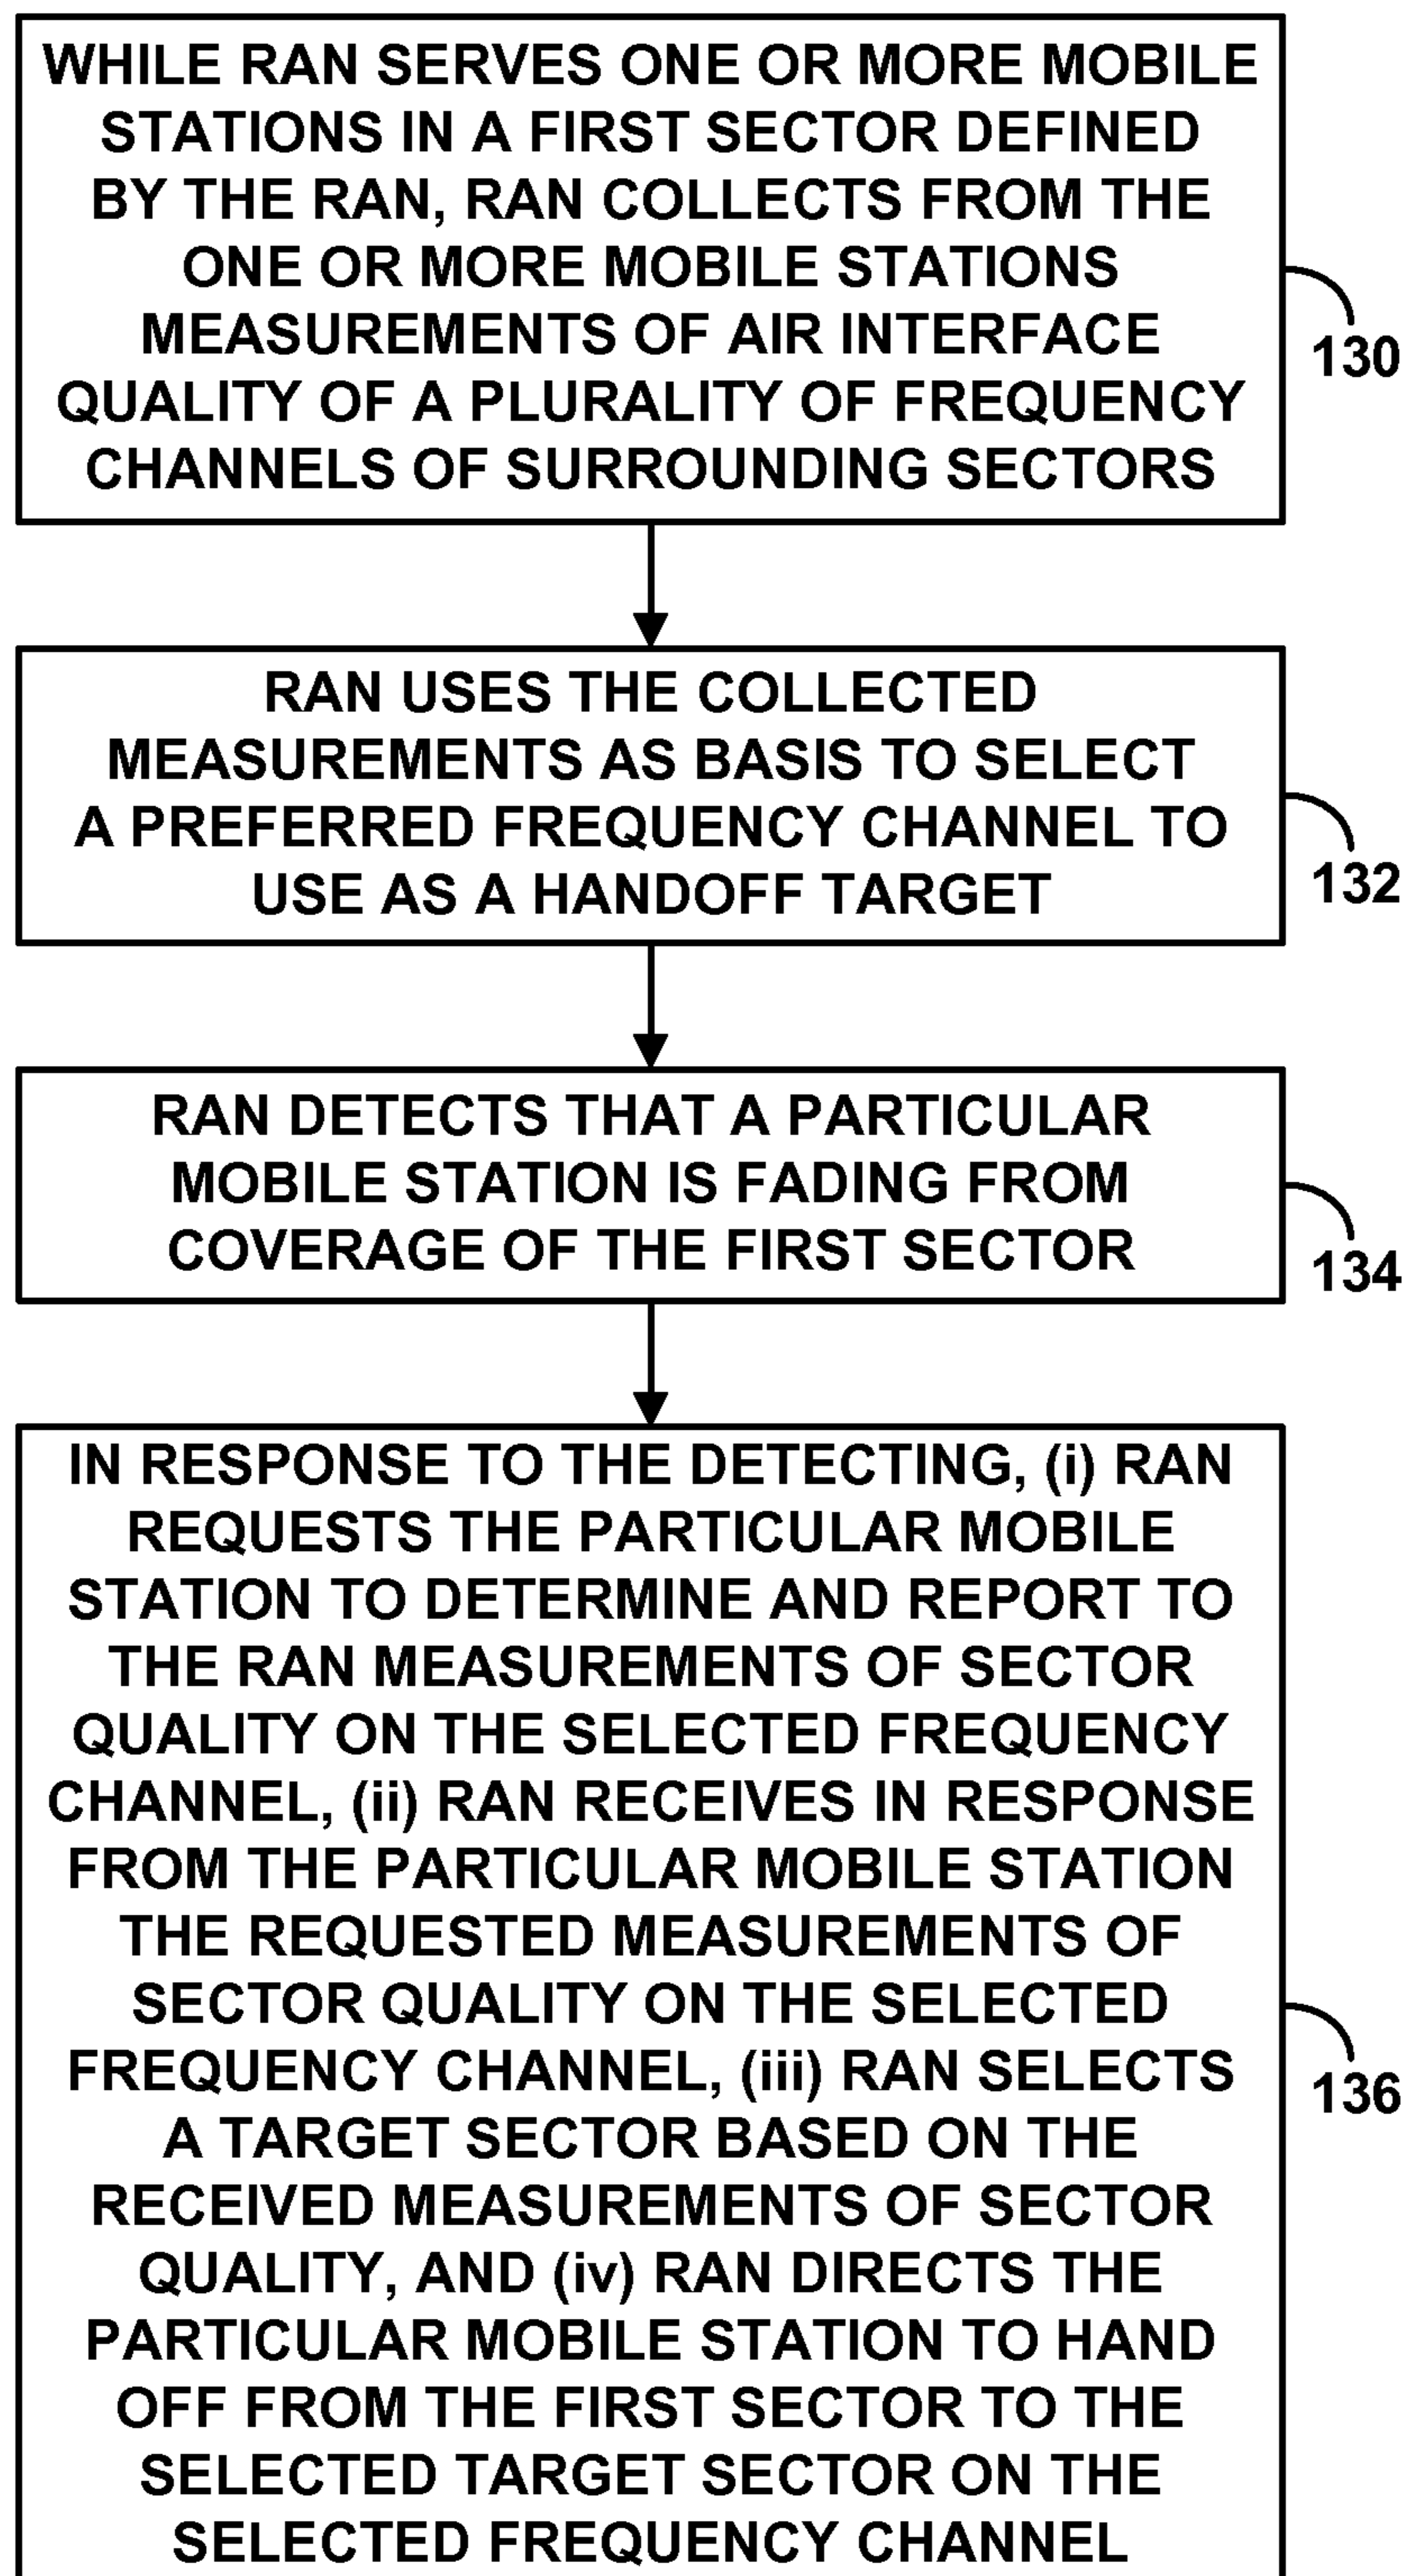 WHILE RAN SERVES ONE OR MORE MOBILE
STATIONS IN A FIRST SECTOR DEFINED
BY THE RAN, RAN COLLECTS FROM THE
ONE OR MORE MOBILE STATIONS
MEASUREMENTS OF AIR INTERFACE
QUALITY OF A PLURALITY OF FREQUENCY
CHANNELS OF SURROUNDING SECTORS
130
RAN USES THE COLLECTED
MEASUREMENTS AS BASIS TO SELECT
A PREFERRED FREQUENCY CHANNEL TO
USE AS A HANDOFF TARGET
132
RAN DETECTS THAT A PARTICULAR
MOBILE STATION IS FADING FROM
COVERAGE OF THE FIRST SECTOR
134
IN RESPONSE TO THE DETECTING, (i) RAN
REQUESTS THE PARTICULAR MOBILE
STATION TO DETERMINE AND REPORT TO
THE RAN MEASUREMENTS OF SECTOR
QUALITY ON THE SELECTED FREQUENCY
CHANNEL, (ii) RAN RECEIVES IN RESPONSE
FROM THE PARTICULAR MOBILE STATION
THE REQUESTED MEASUREMENTS OF
SECTOR QUALITY ON THE SELECTED
FREQUENCY CHANNEL, (iii) RAN SELECTS
A TARGET SECTOR BASED ON THE
RECEIVED MEASUREMENTS OF SECTOR
QUALITY, AND (iv) RAN DIRECTS THE
PARTICULAR MOBILE STATION TO HAND
OFF FROM THE FIRST SECTOR TO THE
SELECTED TARGET SECTOR ON THE
SELECTED FREQUENCY CHANNEL
136